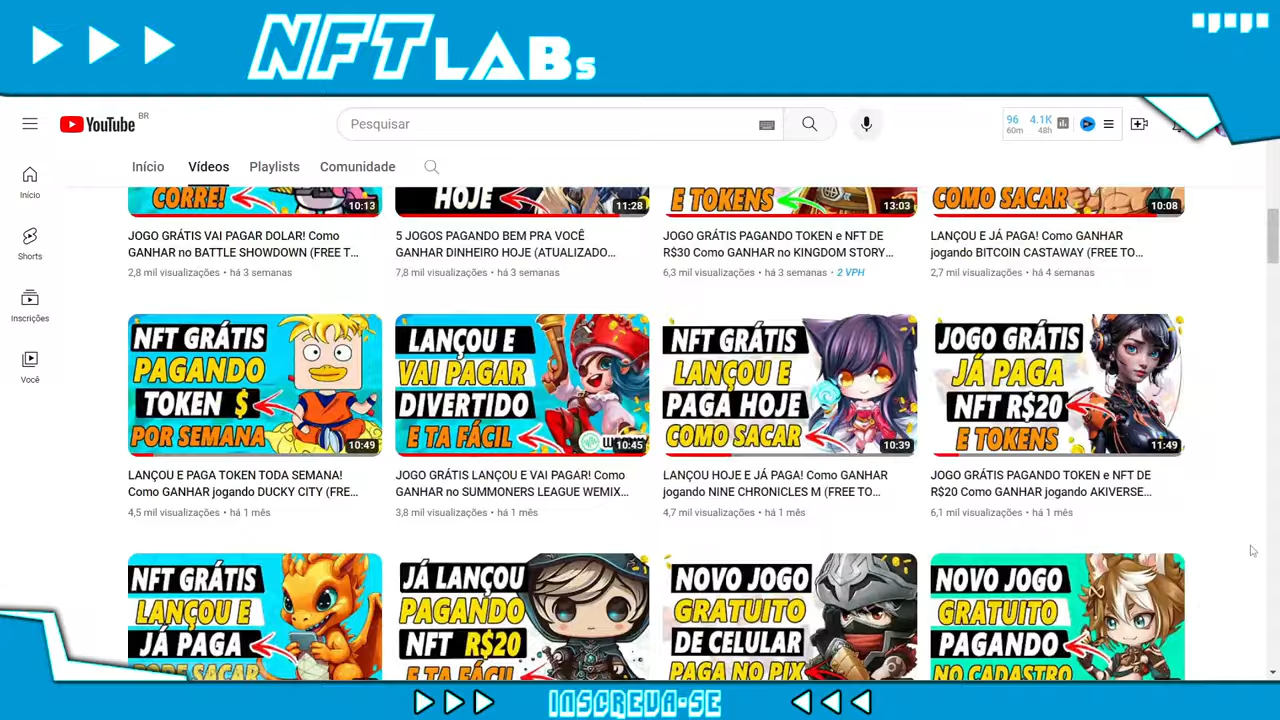 NFT LABs
YouTube BR
Pesquisar
96 4.1K
60m 48h
Início Vídeos Playlists Comunidade
Início
Shorts
Inscrições
Você
CORRE!
10:13
HOJE
11:28
E TOKENS
13:03
COMO SACAR
10:08
JOGO GRÁTIS VAI PAGAR DOLAR! Como
GANHAR no BATTLE SHOWDOWN (FREE T...
2,8 mil visualizações • há 3 semanas
5 JOGOS PAGANDO BEM PRA VOCÊ
GANHAR DINHEIRO HOJE (ATUALIZADO...
7,8 mil visualizações • há 3 semanas
JOGO GRÁTIS PAGANDO TOKEN e NFT DE
R$30 Como GANHAR no KINGDOM STORY...
6,3 mil visualizações • há 3 semanas • 2 VPH
LANÇOU E JÁ PAGA! Como GANHAR
jogando BITCOIN CASTAWAY (FREE TO...
2,7 mil visualizações • há 4 semanas
NFT GRÁTIS
PAGANDO
TOKEN $
POR SEMANA
10:49
LANÇOU E
VAI PAGAR
DIVERTIDO
E TA FÁCIL
10:45
NFT GRÁTIS
LANÇOU E
PAGA HOJE
COMO SACAR
10:39
JOGO GRÁTIS
JÁ PAGA
NFT R$20
E TOKENS
11:49
LANÇOU E PAGA TOKEN TODA SEMANA!
Como GANHAR jogando DUCKY CITY (FRE...
4,5 mil visualizações • há 1 mês
JOGO GRÁTIS LANÇOU E VAI PAGAR! Como
GANHAR no SUMMONERS LEAGUE WEMIX...
3,8 mil visualizações • há 1 mês
LANÇOU HOJE E JÁ PAGA! Como GANHAR
jogando NINE CHRONICLES M (FREE TO...
4,7 mil visualizações • há 1 mês
JOGO GRÁTIS PAGANDO TOKEN e NFT DE
R$20 Como GANHAR jogando AKIVERSE...
6,1 mil visualizações • há 1 mês
NFT GRÁTIS
LANÇOU E
JÁ PAGA
PODE SACAR
JÁ LANÇOU
PAGANDO
NFT R$20
E TA FÁCIL
NOVO JOGO
GRATUITO
DE CELULAR
PAGA NO PIX
NOVO JOGO
GRATUITO
PAGANDO
NO CADASTRO
INSCREVA-SE